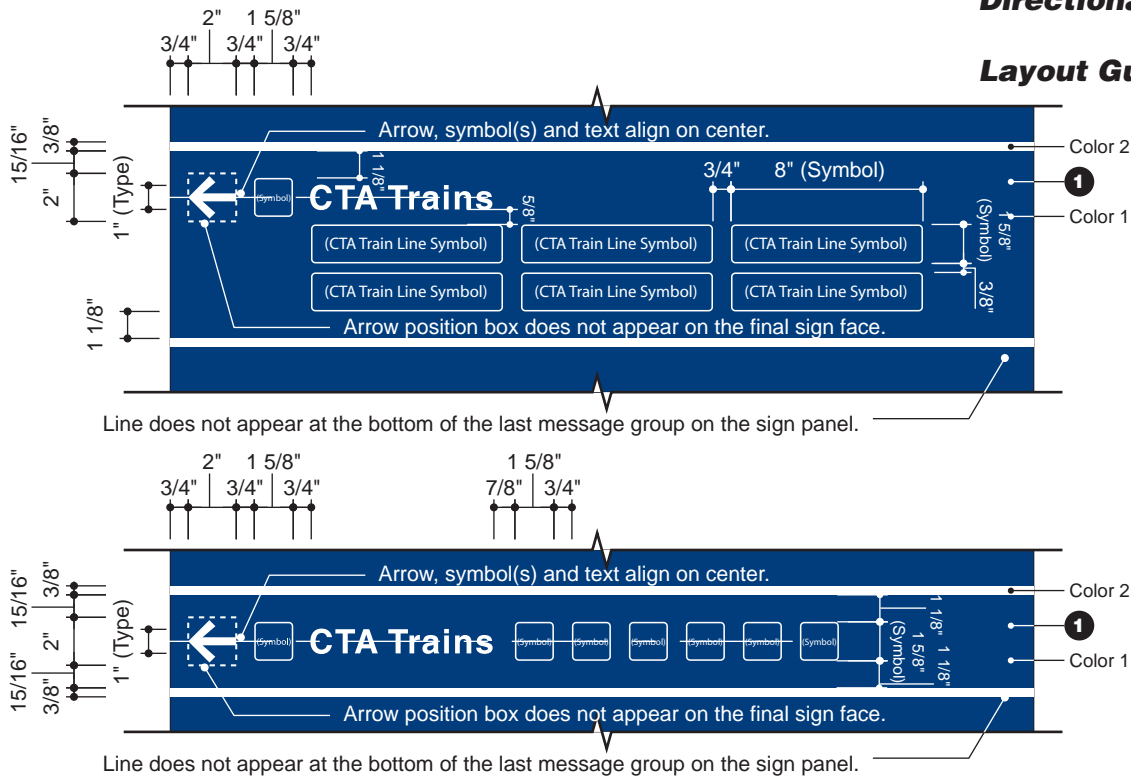 Directiona
Layout Gu
2" 1 5/8"
3/4" 3/4" 3/4"
15/16" 3/8"
2"
1" (Type)
1 1/8"
Arrow, symbol(s) and text align on center.
1 1/8"
(Symbol)
CTA Trains
5/8"
3/4" 8" (Symbol)
(CTA Train Line Symbol) (CTA Train Line Symbol) (CTA Train Line Symbol)
(CTA Train Line Symbol) (CTA Train Line Symbol) (CTA Train Line Symbol)
1 5/8"
(Symbol)
3/8"
Arrow position box does not appear on the final sign face.
Color 2
1
Color 1
Line does not appear at the bottom of the last message group on the sign panel.
2" 1 5/8" 1 5/8"
3/4" 3/4" 3/4" 7/8" 3/4"
15/16" 3/8"
2"
15/16" 3/8"
1" (Type)
Arrow, symbol(s) and text align on center.
(Symbol) CTA Trains (Symbol) (Symbol) (Symbol) (Symbol) (Symbol) (Symbol)
1 1/8"
1 5/8"
(Symbol)
1 1/8"
Arrow position box does not appear on the final sign face.
Color 2
1
Color 1
Line does not appear at the bottom of the last message group on the sign panel.